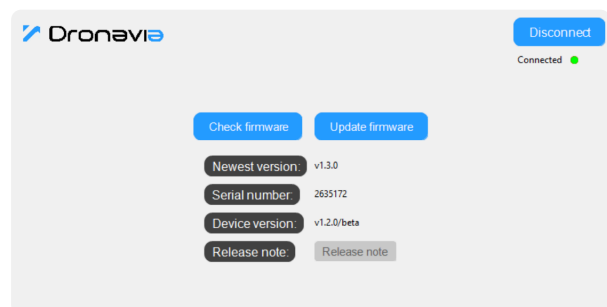 Dronavia
Disconnect
Connected
Check firmware Update firmware
Newest version: v1.3.0
Serial number: 2635172
Device version: v1.2.0/beta
Release note: Release note